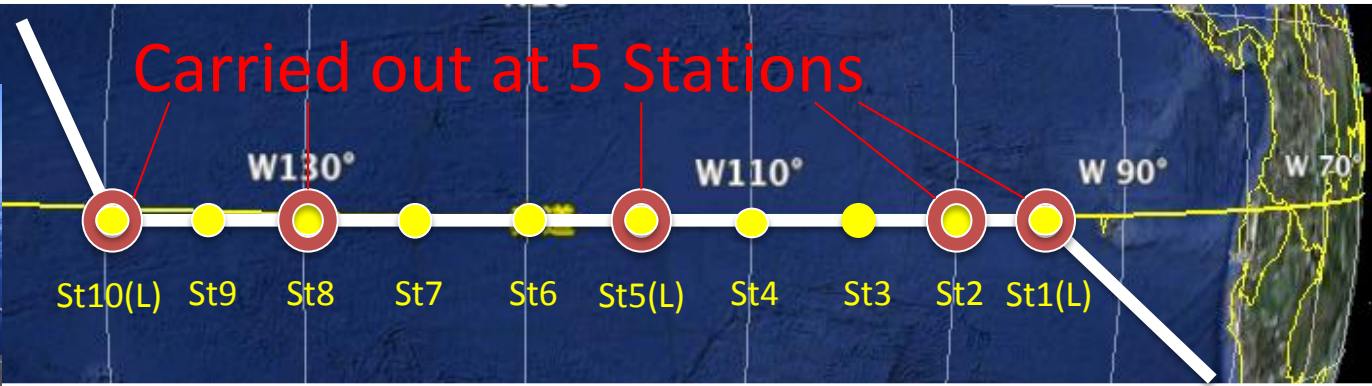 Carried out at 5 Stations
W130° W110° W 90° W 70°
St10(L) St9 St8 St7 St6 St5(L) St4 St3 St2 St1(L)